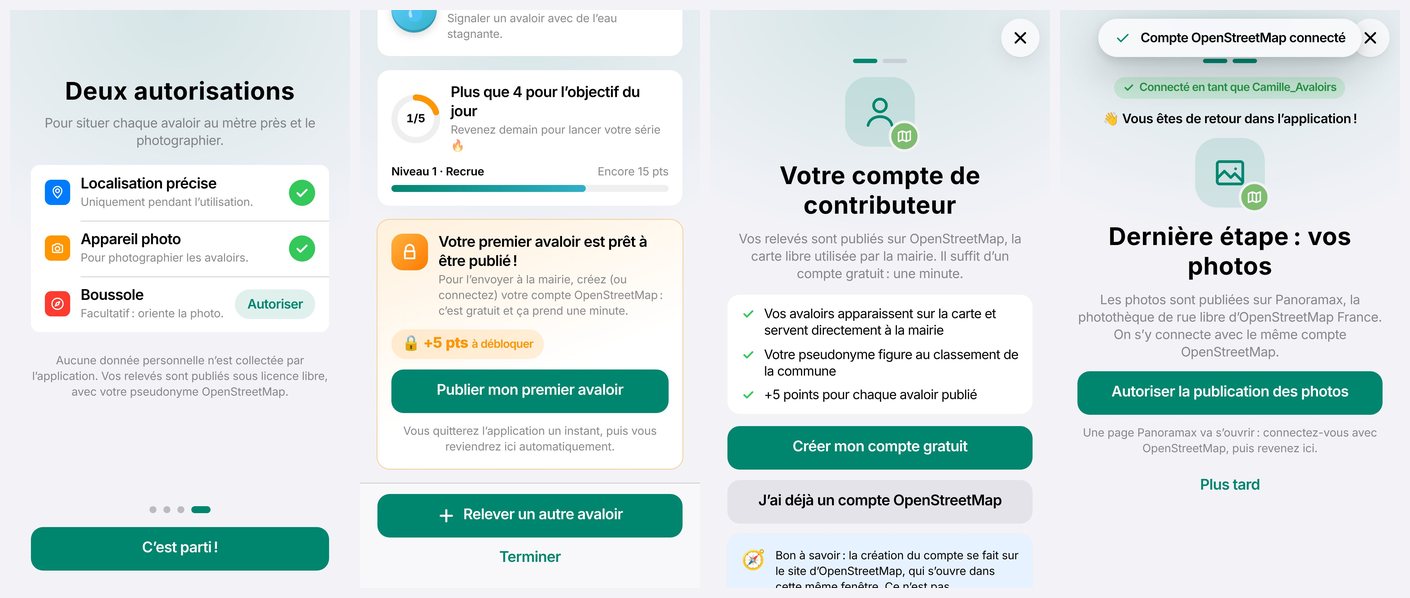 Deux autorisations
Pour situer chaque avaloir au mètre près et le
photographier.
Localisation précise
Uniquement pendant l’utilisation.
Appareil photo
Pour photographier les avaloirs.
Boussole
Facultatif : oriente la photo.
Autoriser
Aucune donnée personnelle n’est collectée par
l’application. Vos relevés sont publiés sous licence libre,
avec votre pseudonyme OpenStreetMap.
C’est parti !
Signaler un avaloir avec de l’eau
stagnante.
1/5
Plus que 4 pour l’objectif du
jour
Revenez demain pour lancer votre série
🔥
Niveau 1 · Recrue
Encore 15 pts
Votre premier avaloir est prêt à
être publié !
Pour l’envoyer à la mairie, créez (ou
connectez) votre compte OpenStreetMap :
c’est gratuit et ça prend une minute.
🔒 +5 pts à débloquer
Publier mon premier avaloir
Vous quitterez l’application un instant, puis vous
reviendrez ici automatiquement.
+ Relever un autre avaloir
Terminer
Votre compte de
contributeur
Vos relevés sont publiés sur OpenStreetMap, la
carte libre utilisée par la mairie. Il suffit d’un
compte gratuit : une minute.
Vos avaloirs apparaissent sur la carte et
servent directement à la mairie
Votre pseudonyme figure au classement de
la commune
+5 points pour chaque avaloir publié
Créer mon compte gratuit
J’ai déjà un compte OpenStreetMap
Bon à savoir : la création du compte se fait sur
le site d’OpenStreetMap, qui s’ouvre dans
cette même fenêtre. Ce n’est pas
Compte OpenStreetMap connecté
Connecté en tant que Camille_Avaloirs
👋 Vous êtes de retour dans l’application !
Dernière étape : vos
photos
Les photos sont publiées sur Panoramax, la
photothèque de rue libre d’OpenStreetMap France.
On s’y connecte avec le même compte
OpenStreetMap.
Autoriser la publication des photos
Une page Panoramax va s’ouvrir : connectez-vous avec
OpenStreetMap, puis revenez ici.
Plus tard